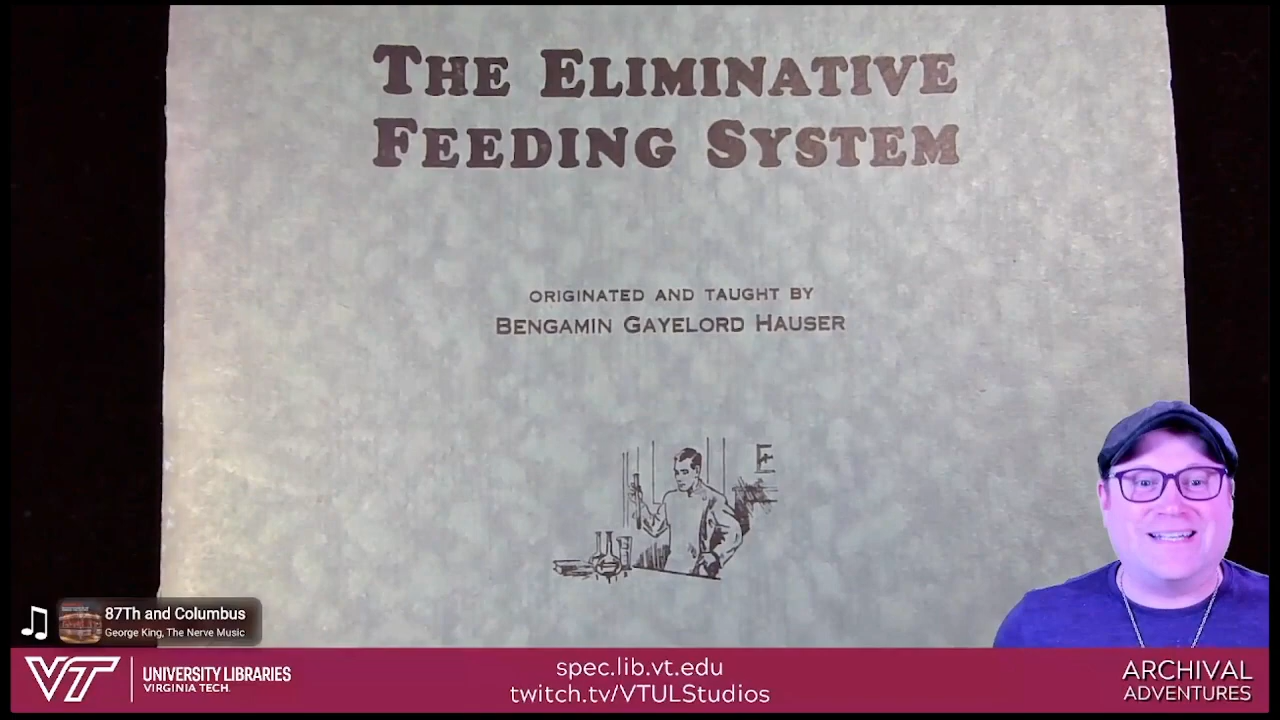 THE ELIMINATIVE
FEEDING SYSTEM
ORIGINATED AND TAUGHT BY
BENGAMIN GAYELORD HAUSER
E
87Th and Columbus
George King, The Nerve Music
VT
UNIVERSITY LIBRARIES
VIRGINIA TECH.
spec.lib.vt.edu
twitch.tv/VTULStudios
ARCHIVAL
ADVENTURES